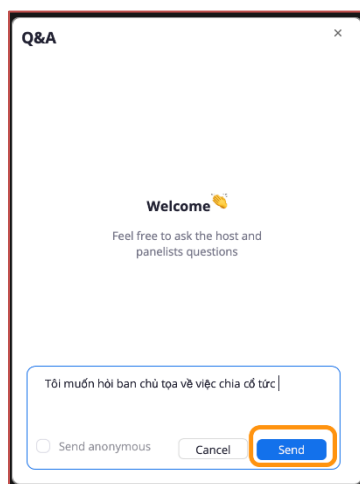 Q&A
Welcome
Feel free to ask the host and
panelists questions
Tôi muốn hỏi ban chủ tọa về việc chia cổ tức
Send anonymous
Cancel
Send